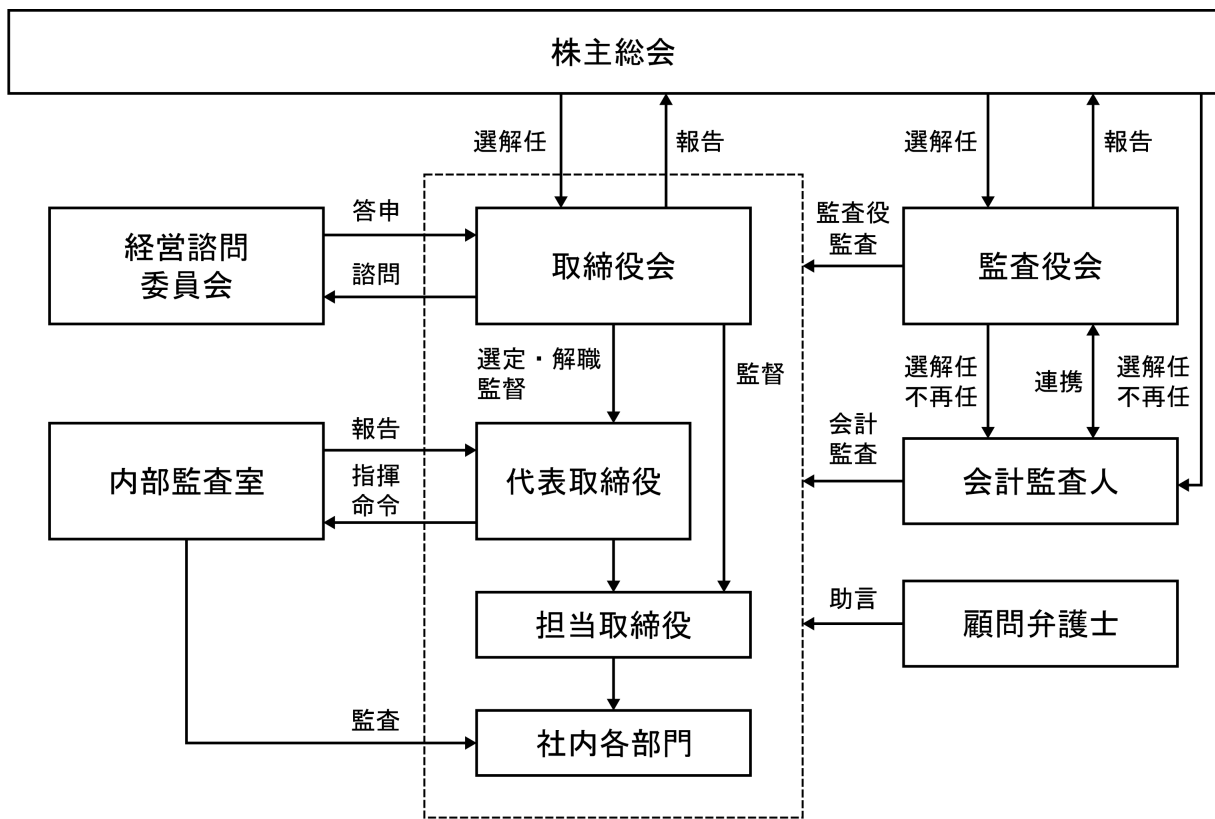 株主総会
選解任
報告
選解任
報告
答申
諮問
経営諮問
委員会
取締役会
監査役
監査
監査役会
選定・解職
監督
監督
選解任
不再任
連携
選解任
不再任
報告
指揮
命令
内部監査室
代表取締役
会計
監査
会計監査人
担当取締役
助言
顧問弁護士
監査
社内各部門